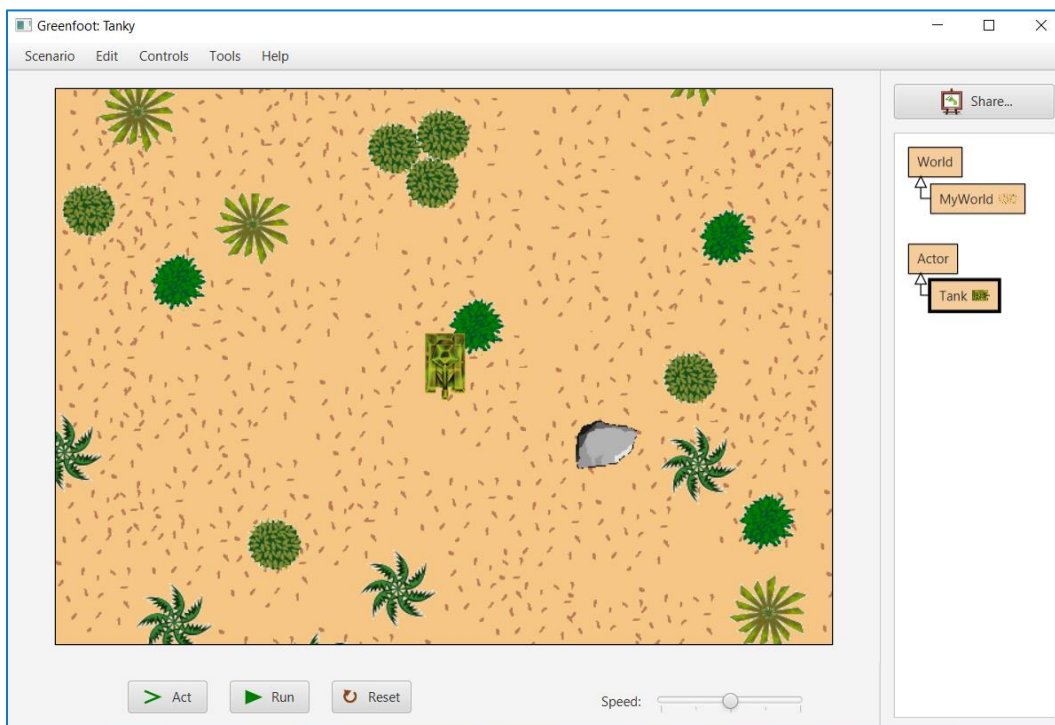 Greenfoot: Tanky
Scenario Edit Controls Tools Help
Share...
World
MyWorld
Actor
Tank
Act Run Reset Speed: